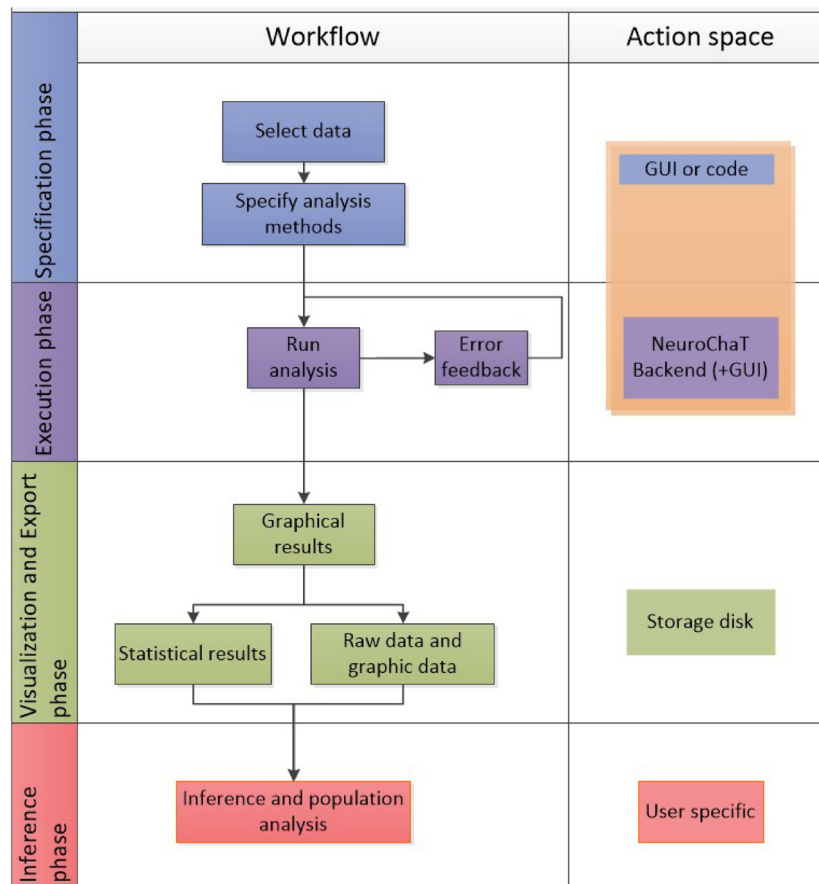 Workflow
Action space
Specification phase
Select data
Specify analysis
methods
GUI or code
Execution phase
Run
analysis
Error
feedback
NeuroChaT
Backend (+GUI)
Visualization and Export
phase
Graphical
results
Statistical results
Raw data and
graphic data
Storage disk
Inference
phase
Inference and population
analysis
User specific